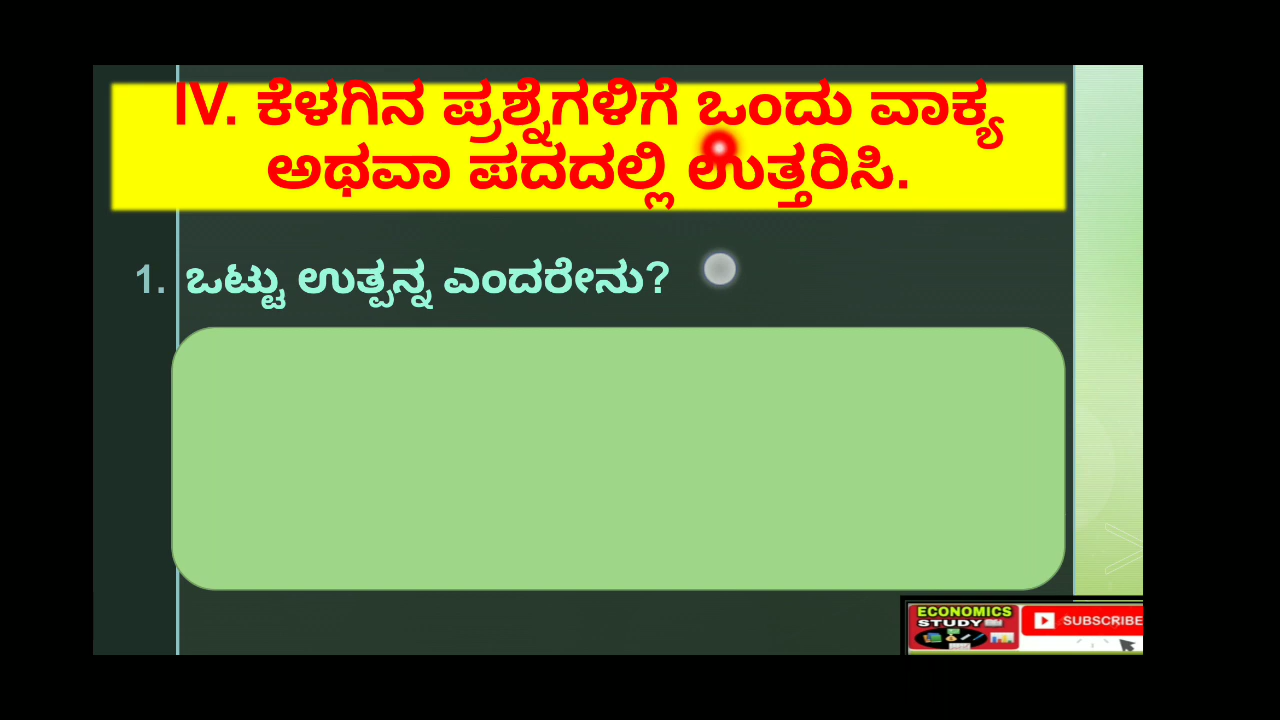 IV. ಕೆಳಗಿನ ಪ್ರಶ್ನೆಗಳಿಗೆ ಒಂದು ವಾಕ್ಯ
ಅಥವಾ ಪದದಲ್ಲಿ ಉತ್ತರಿಸಿ.
1. ಒಟ್ಟು ಉತ್ಪನ್ನ ಎಂದರೇನು?
ECONOMICS
STUDY
SUBSCRIBE